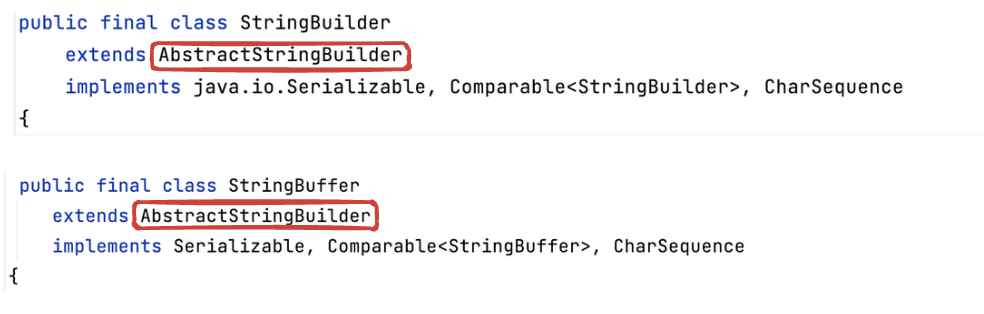 public final class StringBuilder
extends AbstractStringBuilder
implements java.io.Serializable, Comparable<StringBuilder>, CharSequence
{
public final class StringBuffer
extends AbstractStringBuilder
implements Serializable, Comparable<StringBuffer>, CharSequence
{